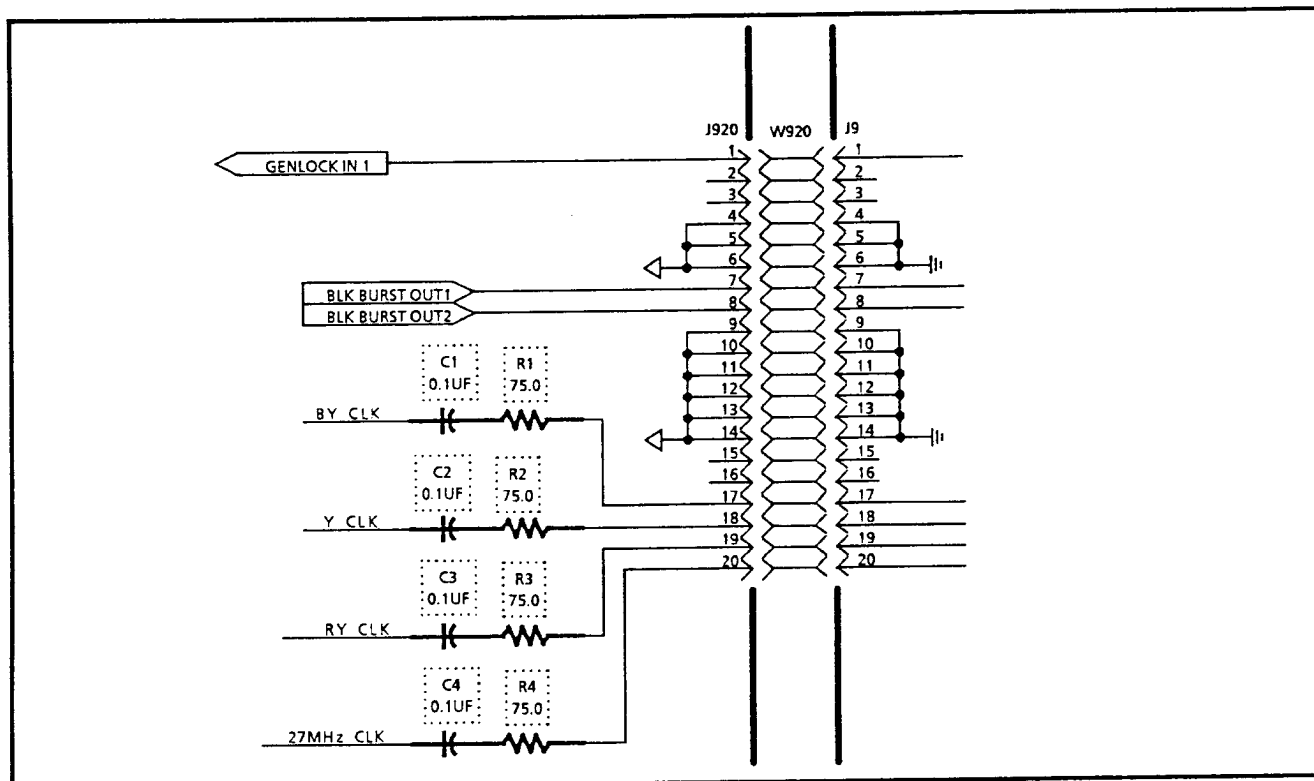 J920 W920 J9
GENLOCK IN 1
1 1
2 2
3 3
4 4
5 5
6 6
7 7
BLK BURST OUT1
8 8
BLK BURST OUT2
9 9
10 10
11 11
12 12
13 13
14 14
15 15
16 16
17 17
18 18
19 19
20 20
C1 R1
0.1UF 75.0
BY CLK
C2 R2
0.1UF 75.0
Y CLK
C3 R3
0.1UF 75.0
RY CLK
C4 R4
0.1UF 75.0
27MHz CLK